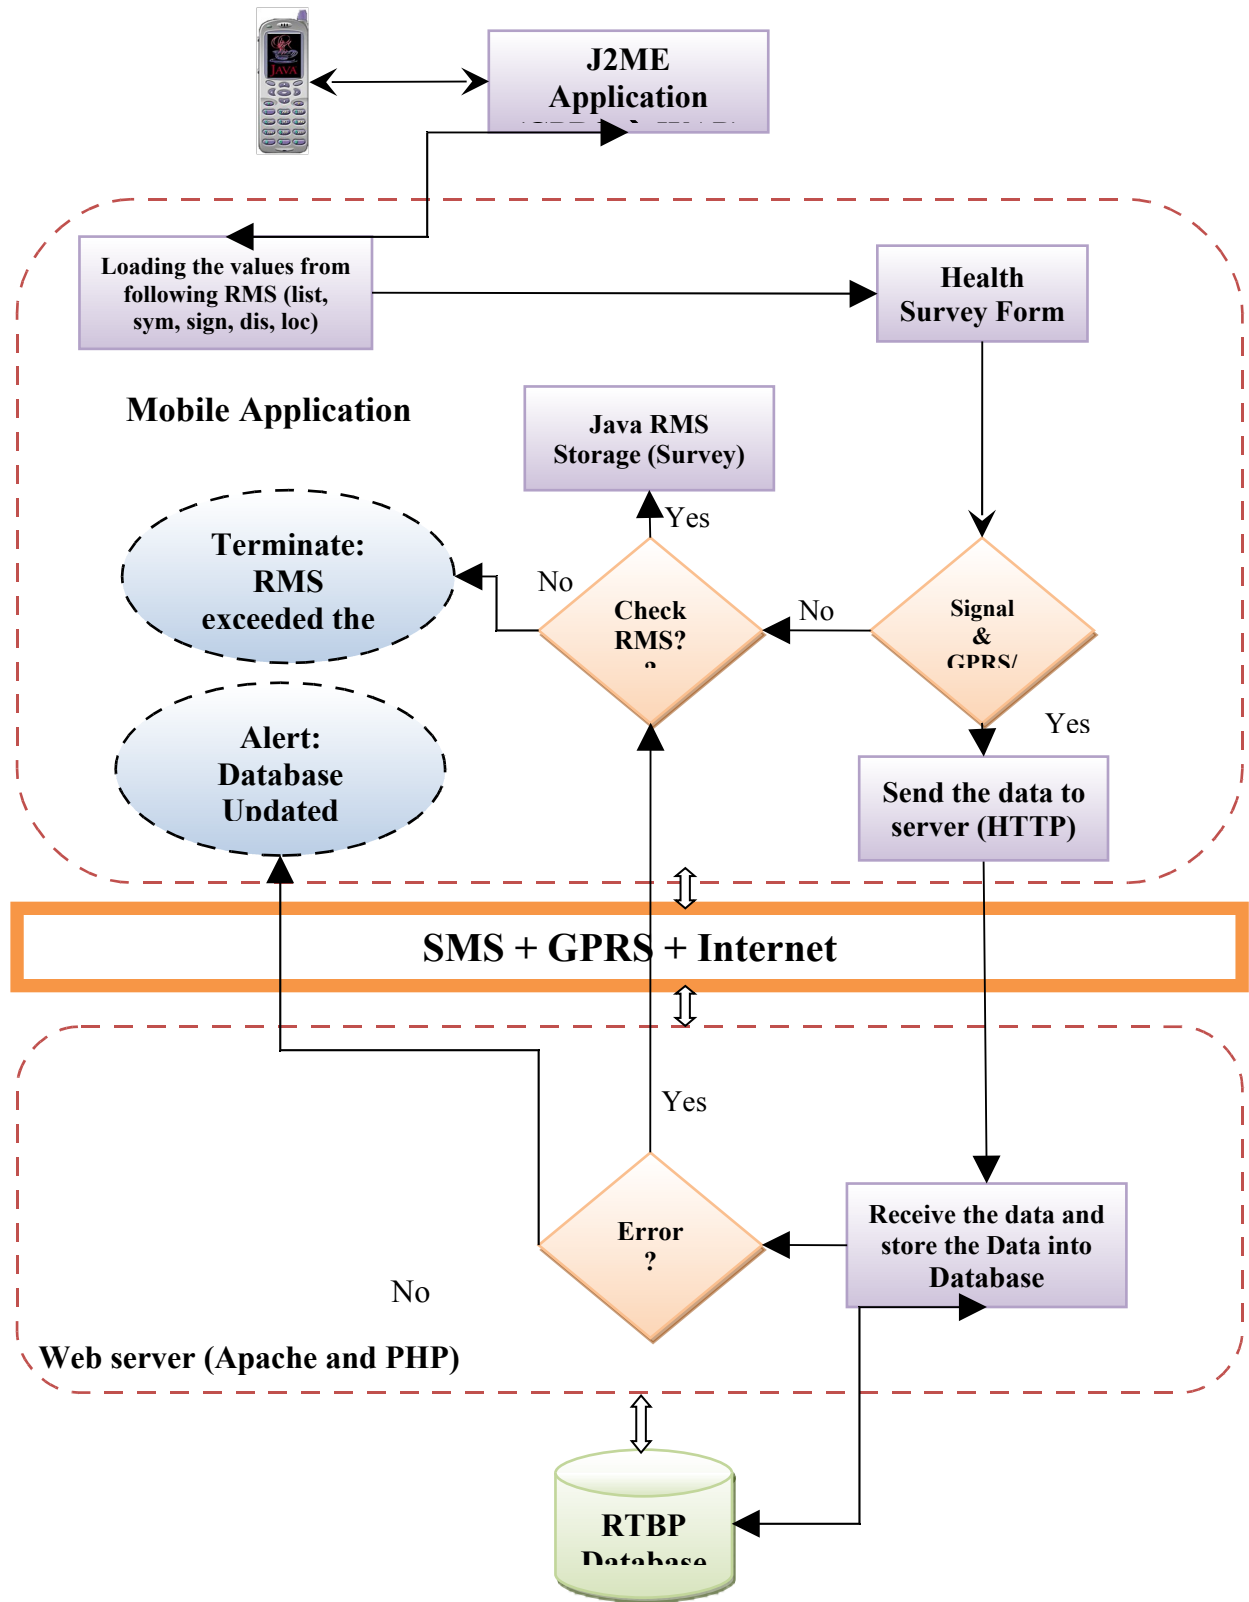 JAVA
J2ME
Application
Loading the values from
following RMS (list,
sym, sign, dis, loc)
Health
Survey Form
Mobile Application
Java RMS
Storage (Survey)
Yes
Terminate:
RMS
exceeded the
No
Check
RMS?
?
No
Signal
&
GPRS/
Yes
Alert:
Database
Updated
Send the data to
server (HTTP)
SMS + GPRS + Internet
Yes
Error
?
Receive the data and
store the Data into
Database
No
Web server (Apache and PHP)
RTBP
Database